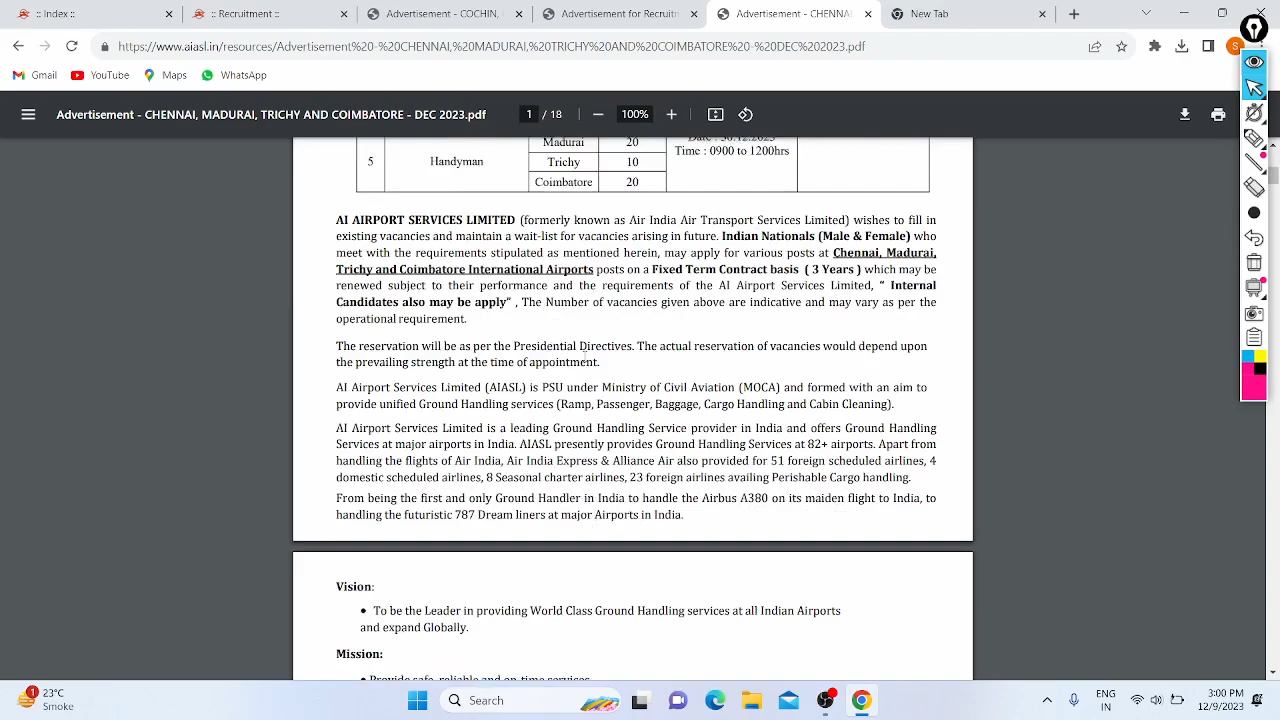 :: Index ::
:: Recruitment ::
Advertisement - COCHIN,
Advertisement for Recruitm
Advertisement - CHENNA
New Tab
https://www.aiasl.in/resources/Advertisement%20-%20CHENNAI,MADURAI,%20TRICHY%20AND%20COIMBATORE%20-%20DEC%202023.pdf
S
Gmail
YouTube
Maps
WhatsApp
Advertisement - CHENNAI, MADURAI, TRICHY AND COIMBATORE - DEC 2023.pdf
1 / 18
100%
Madurai 20
5 Handyman Trichy 10 Time : 0900 to 1200hrs
Coimbatore 20
AI AIRPORT SERVICES LIMITED (formerly known as Air India Air Transport Services Limited) wishes to fill in
existing vacancies and maintain a wait-list for vacancies arising in future. Indian Nationals (Male & Female) who
meet with the requirements stipulated as mentioned herein, may apply for various posts at Chennai, Madurai,
Trichy and Coimbatore International Airports posts on a Fixed Term Contract basis ( 3 Years ) which may be
renewed subject to their performance and the requirements of the AI Airport Services Limited, " Internal
Candidates also may be apply" , The Number of vacancies given above are indicative and may vary as per the
operational requirement.
The reservation will be as per the Presidential Directives. The actual reservation of vacancies would depend upon
the prevailing strength at the time of appointment.
AI Airport Services Limited (AIASL) is PSU under Ministry of Civil Aviation (MOCA) and formed with an aim to
provide unified Ground Handling services (Ramp, Passenger, Baggage, Cargo Handling and Cabin Cleaning).
AI Airport Services Limited is a leading Ground Handling Service provider in India and offers Ground Handling
Services at major airports in India. AIASL presently provides Ground Handling Services at 82+ airports. Apart from
handling the flights of Air India, Air India Express & Alliance Air also provided for 51 foreign scheduled airlines, 4
domestic scheduled airlines, 8 Seasonal charter airlines, 23 foreign airlines availing Perishable Cargo handling.
From being the first and only Ground Handler in India to handle the Airbus A380 on its maiden flight to India, to
handling the futuristic 787 Dream liners at major Airports in India.
Vision:
• To be the Leader in providing World Class Ground Handling services at all Indian Airports
and expand Globally.
Mission:
• Provide safe, reliable and on-time services
1
23°C
Smoke
Search
ENG
IN
3:00 PM
12/9/2023